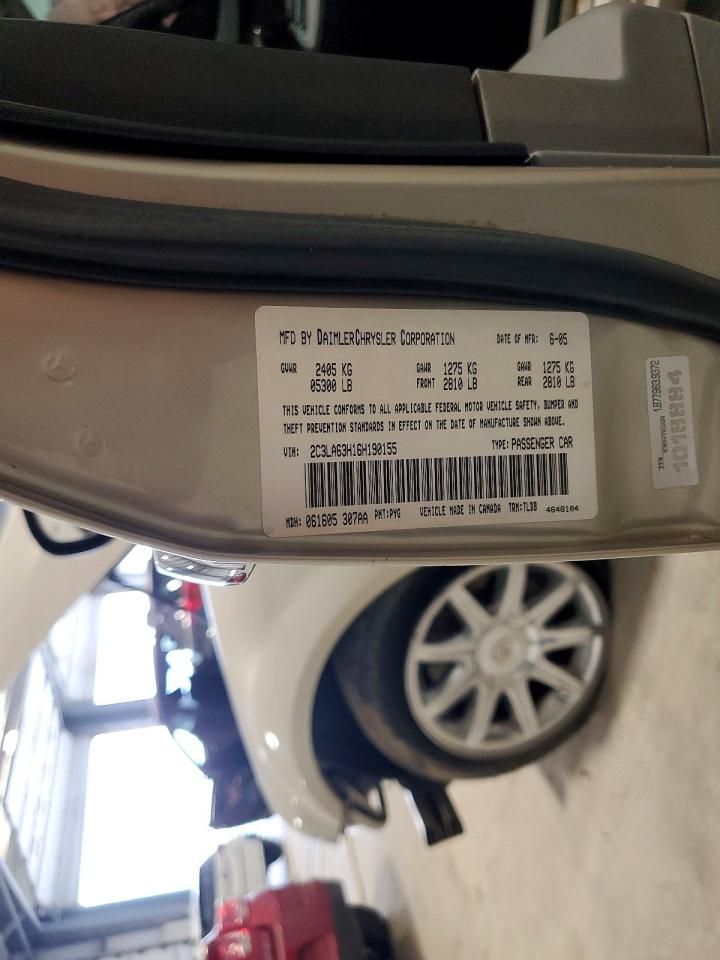 MFD BY DAIMLERCHRYSLER CORPORATION DATE OF MFR: 6-05
GVWR 2405 KG GAWR 1275 KG GAWR 1275 KG
05300 LB FRONT 2810 LB REAR 2810 LB
THIS VEHICLE CONFORMS TO ALL APPLICABLE FEDERAL MOTOR VEHICLE SAFETY, BUMPER AND
THEFT PREVENTION STANDARDS IN EFFECT ON THE DATE OF MANUFACTURE SHOWN ABOVE.
VIN: 2C3LA63H16H190155 TYPE: PASSENGER CAR
MDH: 061605 307AA PNT: PYG VEHICLE MADE IN CANADA TRM: TLDB 4648104
1018884